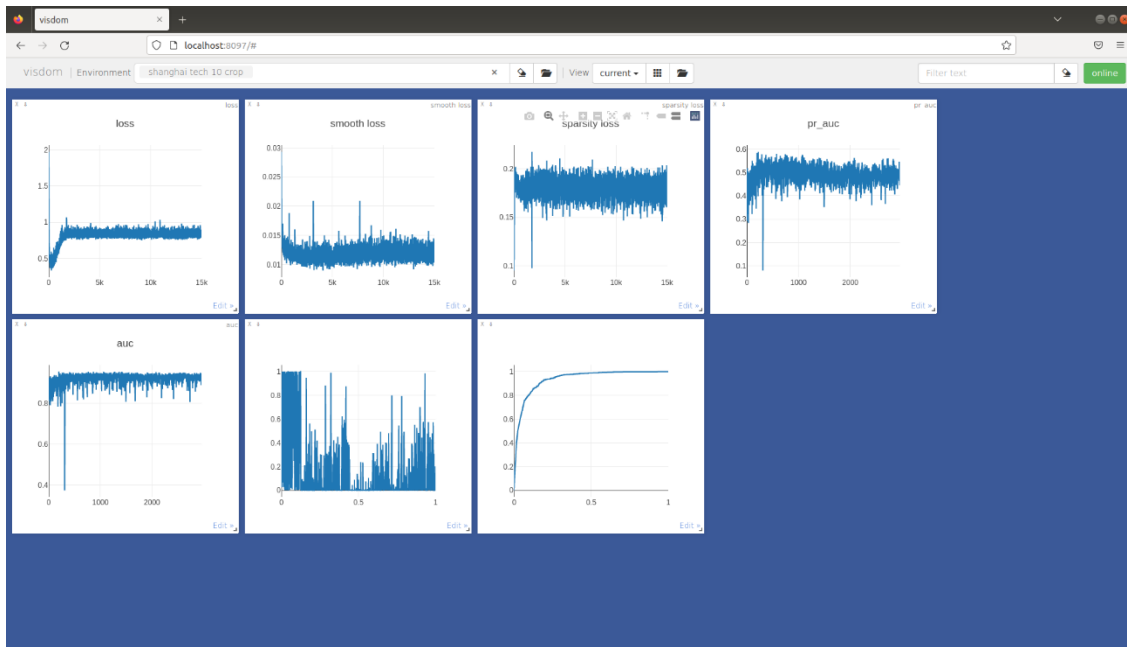 visdom × +
localhost:8097/#
visdom | Environment shanghai tech 10 crop × | View current Filter text online
x loss
loss
2
1.5
1
0.5
0 5k 10k 15k
Edit »
x smooth loss
smooth loss
0.03
0.025
0.02
0.015
0.01
0 5k 10k 15k
Edit »
x sparsity loss
sparsity loss
0.2
0.15
0.1
0 5k 10k 15k
Edit »
x pr_auc
pr_auc
0.6
0.5
0.4
0.3
0.2
0.1
0 1000 2000
Edit »
x auc
auc
0.8
0.6
0.4
0 1000 2000
Edit »
x
1
0.8
0.6
0.4
0.2
0
0 0.5 1
Edit »
x
1
0.8
0.6
0.4
0.2
0
0 0.5 1
Edit »